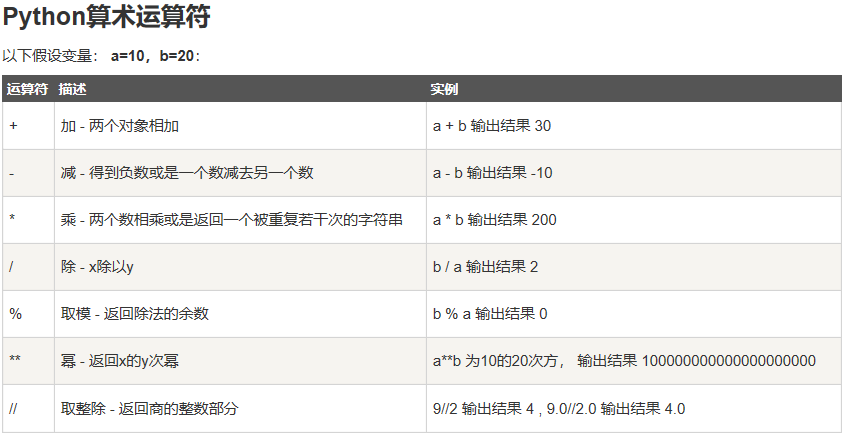 Python算术运算符
以下假设变量： a=10，b=20：
运算符 描述 实例
+ 加 - 两个对象相加 a + b 输出结果 30
- 减 - 得到负数或是一个数减去另一个数 a - b 输出结果 -10
* 乘 - 两个数相乘或是返回一个被重复若干次的字符串 a * b 输出结果 200
/ 除 - x除以y b / a 输出结果 2
% 取模 - 返回除法的余数 b % a 输出结果 0
** 幂 - 返回x的y次幂 a**b 为10的20次方， 输出结果 100000000000000000000
// 取整除 - 返回商的整数部分 9//2 输出结果 4 , 9.0//2.0 输出结果 4.0